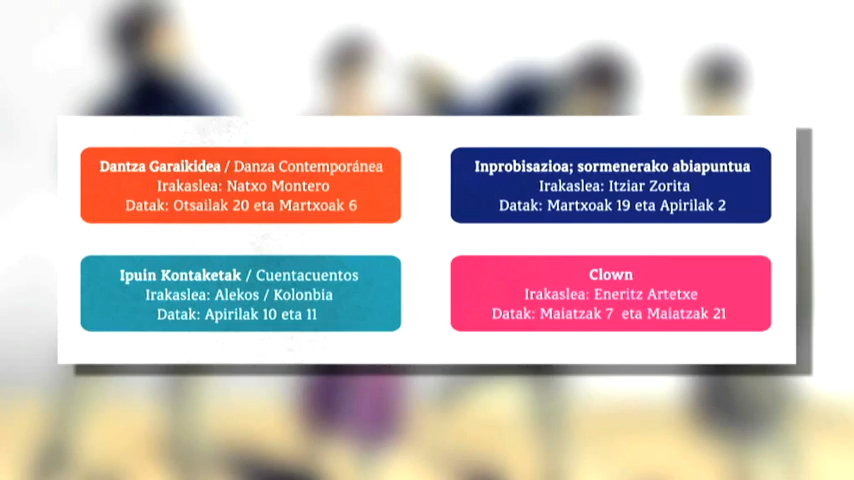 Dantza Garaikidea / Danza Contemporánea
Irakaslea: Natxo Montero
Datak: Otsailak 20 eta Martxoak 6
Inprobisazioa; sormenerako abiapuntua
Irakaslea: Itziar Zorita
Datak: Martxoak 19 eta Apirilak 2
Ipuin Kontaketak / Cuentacuentos
Irakaslea: Alekos / Kolonbia
Datak: Apirilak 10 eta 11
Clown
Irakaslea: Eneritz Artetxe
Datak: Maiatzak 7 eta Maiatzak 21